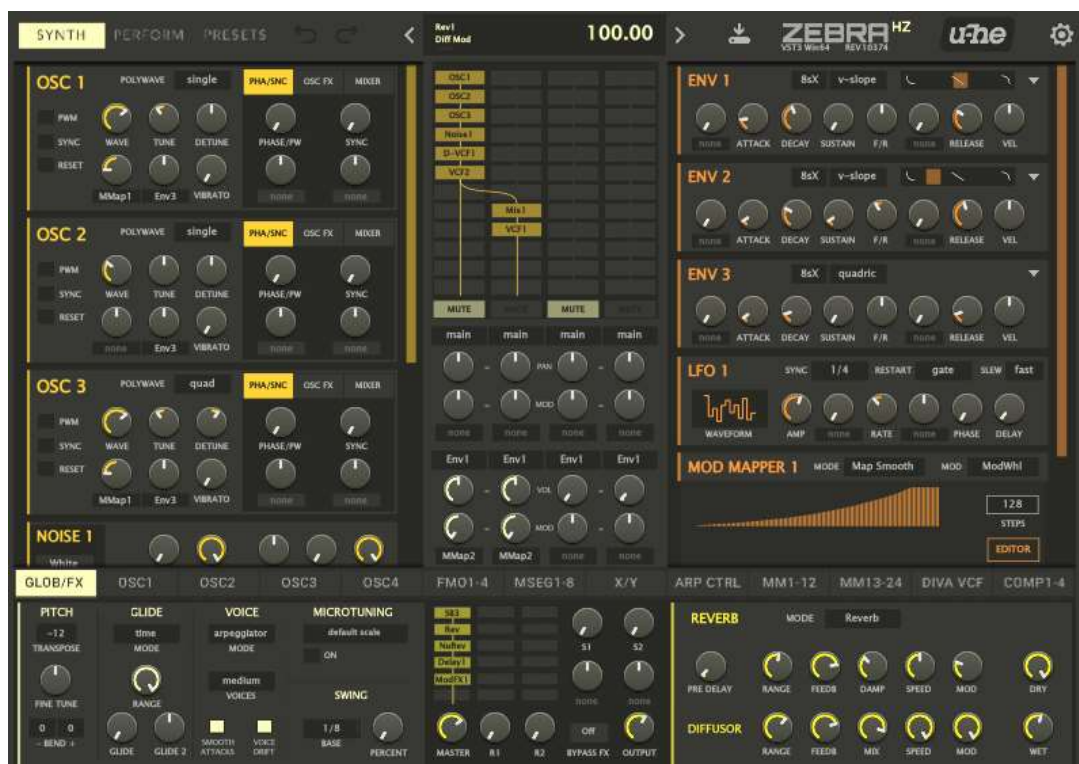 SYNTH PERFORM PRESETS
Rev1
Diff Mod
100.00
ZEBRA HZ
VST3 Win64 REV10374
u-he
OSC 1 POLYWAVE single PHA/SNC OSC FX MIXER
PWM
SYNC
RESET
WAVE TUNE DETUNE PHASE/PW SYNC
MMap1 Env3 VIBRATO none none
OSC 2 POLYWAVE single PHA/SNC OSC FX MIXER
PWM
SYNC
RESET
WAVE TUNE DETUNE PHASE/PW SYNC
none Env3 VIBRATO none none
OSC 3 POLYWAVE quad PHA/SNC OSC FX MIXER
PWM
SYNC
RESET
WAVE TUNE DETUNE PHASE/PW SYNC
MMap1 Env3 VIBRATO none none
NOISE 1
White
OSC1
OSC2
OSC3
Noise1
D-VCF1
VCF2
Mix1
VCF1
MUTE MUTE MUTE MUTE
main main main main
PAN
MOD
none none none none
Env1 Env1 Env1 Env1
VOL
MOD
MMap2 MMap2 none none
ENV 1 8sX v-slope
none ATTACK DECAY SUSTAIN F/R none RELEASE VEL
ENV 2 8sX v-slope
none ATTACK DECAY SUSTAIN F/R none RELEASE VEL
ENV 3 8sX quadric
none ATTACK DECAY SUSTAIN F/R none RELEASE VEL
LFO 1 SYNC 1/4 RESTART gate SLEW fast
WAVEFORM AMP none RATE none PHASE DELAY
MOD MAPPER 1 MODE Map Smooth MOD ModWhl
128
STEPS
EDITOR
GLOB/FX OSC1 OSC2 OSC3 OSC4 FMO1-4 MSEG1-8 X/Y ARP CTRL MM1-12 MM13-24 DIVA VCF COMP1-4
PITCH
-12
TRANSPOSE
FINE TUNE
0 0
- BEND +
GLIDE
time
MODE
RANGE
GLIDE GLIDE 2
VOICE
arpeggiator
MODE
medium
VOICES
SMOOTH ATTACKS
VOICE DRIFT
MICROTUNING
default scale
ON
SWING
1/8
BASE
PERCENT
SB3
Rev
NuRev
Delay1
ModFX1
S1 S2
none none
Off
MASTER R1 R2 BYPASS FX OUTPUT
REVERB MODE Reverb
PRE DELAY RANGE FEEDB DAMP SPEED MOD DRY
DIFFUSOR
RANGE FEEDB MIX SPEED MOD WET